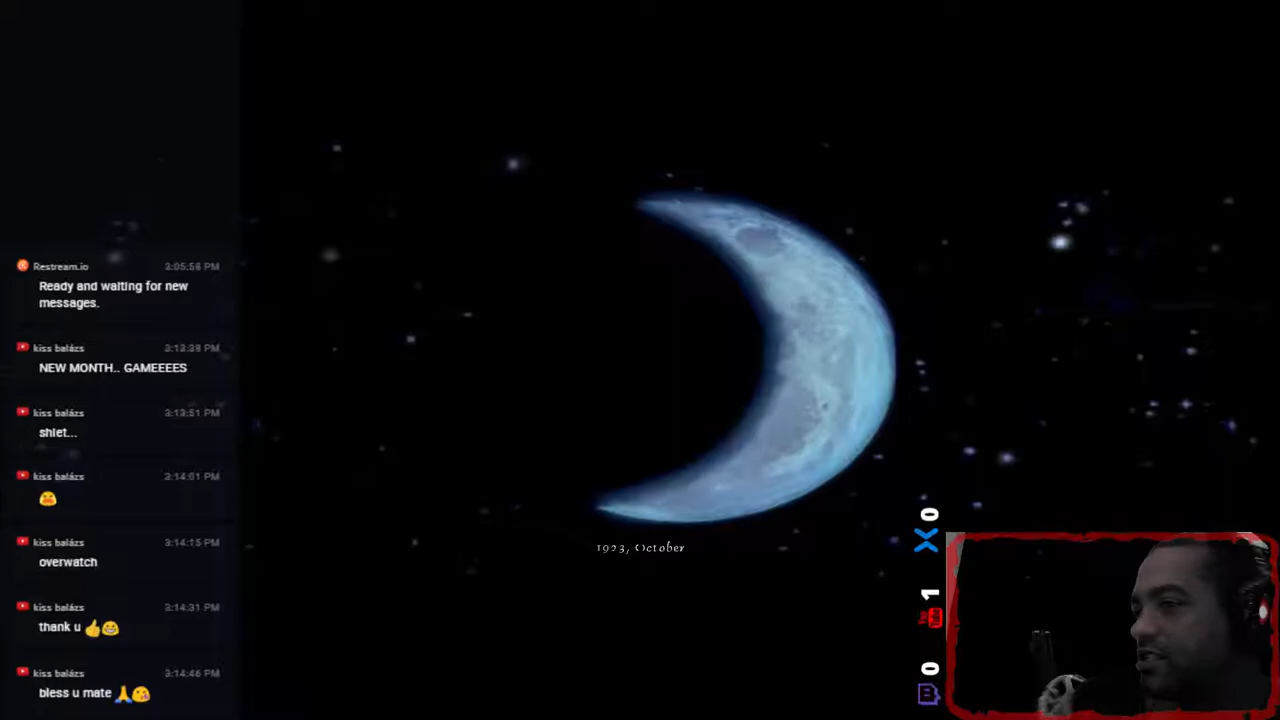 Restream.io 3:05:58 PM
Ready and waiting for new
messages.
kiss balázs 3:13:38 PM
NEW MONTH.. GAMEEEES
kiss balázs 3:13:51 PM
shiet...
kiss balázs 3:14:01 PM
😡
kiss balázs 3:14:15 PM
overwatch
kiss balázs 3:14:31 PM
thank u 👍😁
kiss balázs 3:14:46 PM
bless u mate 🙏😘
1923, October
0
1
0